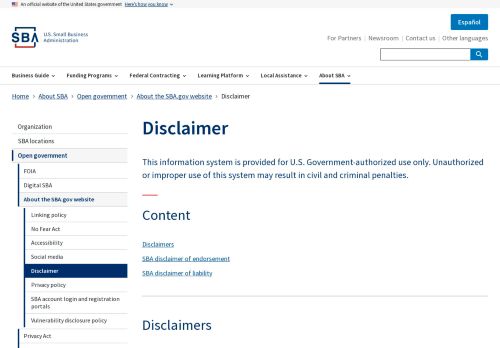 An official website of the United States government Here's how you know
Español
SBA U.S. Small Business Administration
For Partners Newsroom Contact us Other languages
Business Guide Funding Programs Federal Contracting Learning Platform Local Assistance About SBA
Home > About SBA > Open government > About the SBA.gov website > Disclaimer
Organization
SBA locations
Open government
FOIA
Digital SBA
About the SBA.gov website
Linking policy
No Fear Act
Accessibility
Social media
Disclaimer
Privacy policy
SBA account login and registration
portals
Vulnerability disclosure policy
Privacy Act
Disclaimer
This information system is provided for U.S. Government-authorized use only. Unauthorized
or improper use of this system may result in civil and criminal penalties.
Content
Disclaimers
SBA disclaimer of endorsement
SBA disclaimer of liability
Disclaimers